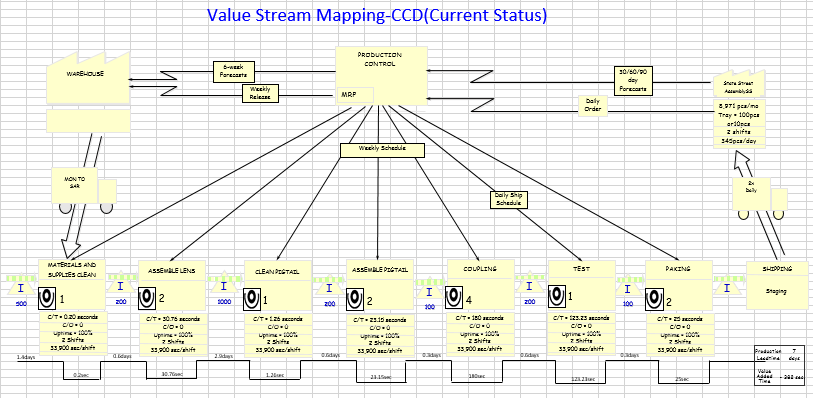 Value Stream Mapping-CCD(Current Status)
WAREHOUSE
6-week
Forecasts
Weekly
Release
PRODUCTION
CONTROL
MRP
30/60/90
day
Forecasts
Daily
Order
State Street
8,971 pcs/mo
Tray = 100pcs
or10pcs
2 shifts
345pcs/day
Weekly Schedule
Daily Ship
Schedule
MON TO
2x
Daily
MATERIALS AND
SUPPLIES CLEAN
1
ASSEMBLE LENS
2
CLEAN PIGTAIL
1
ASSEMBLE PIGTAIL
2
COUPLING
4
TEST
1
PAKING
2
SHIPPING
Staging
I
500
I
200
I
1000
I
200
I
100
I
200
I
100
I
C/T = 0.20 seconds
C/O = 0
Uptime = 100%
2 Shifts
33,900 sec/shift
C/T = 30.76 seconds
C/O = 0
Uptime = 100%
2 Shifts
33,900 sec/shift
C/T = 1.26 seconds
C/O = 0
Uptime = 100%
2 Shifts
33,900 sec/shift
C/T = 23.15 seconds
C/O = 0
Uptime = 100%
2 Shifts
33,900 sec/shift
C/T = 180 seconds
C/O = 0
Uptime = 100%
2 Shifts
33,900 sec/shift
C/T = 123.23 seconds
C/O = 0
Uptime = 100%
2 Shifts
33,900 sec/shift
C/T = 25 seconds
C/O = 0
Uptime = 100%
2 Shifts
33,900 sec/shift
1.4days
0.6days
2.9days
0.6days
0.3days
0.6days
0.3days
0.2sec
30.76sec
1.26sec
23.15sec
180sec
123.23sec
25sec
Production
Leadtime
7
days
Value
Added
Time
= 383 sec